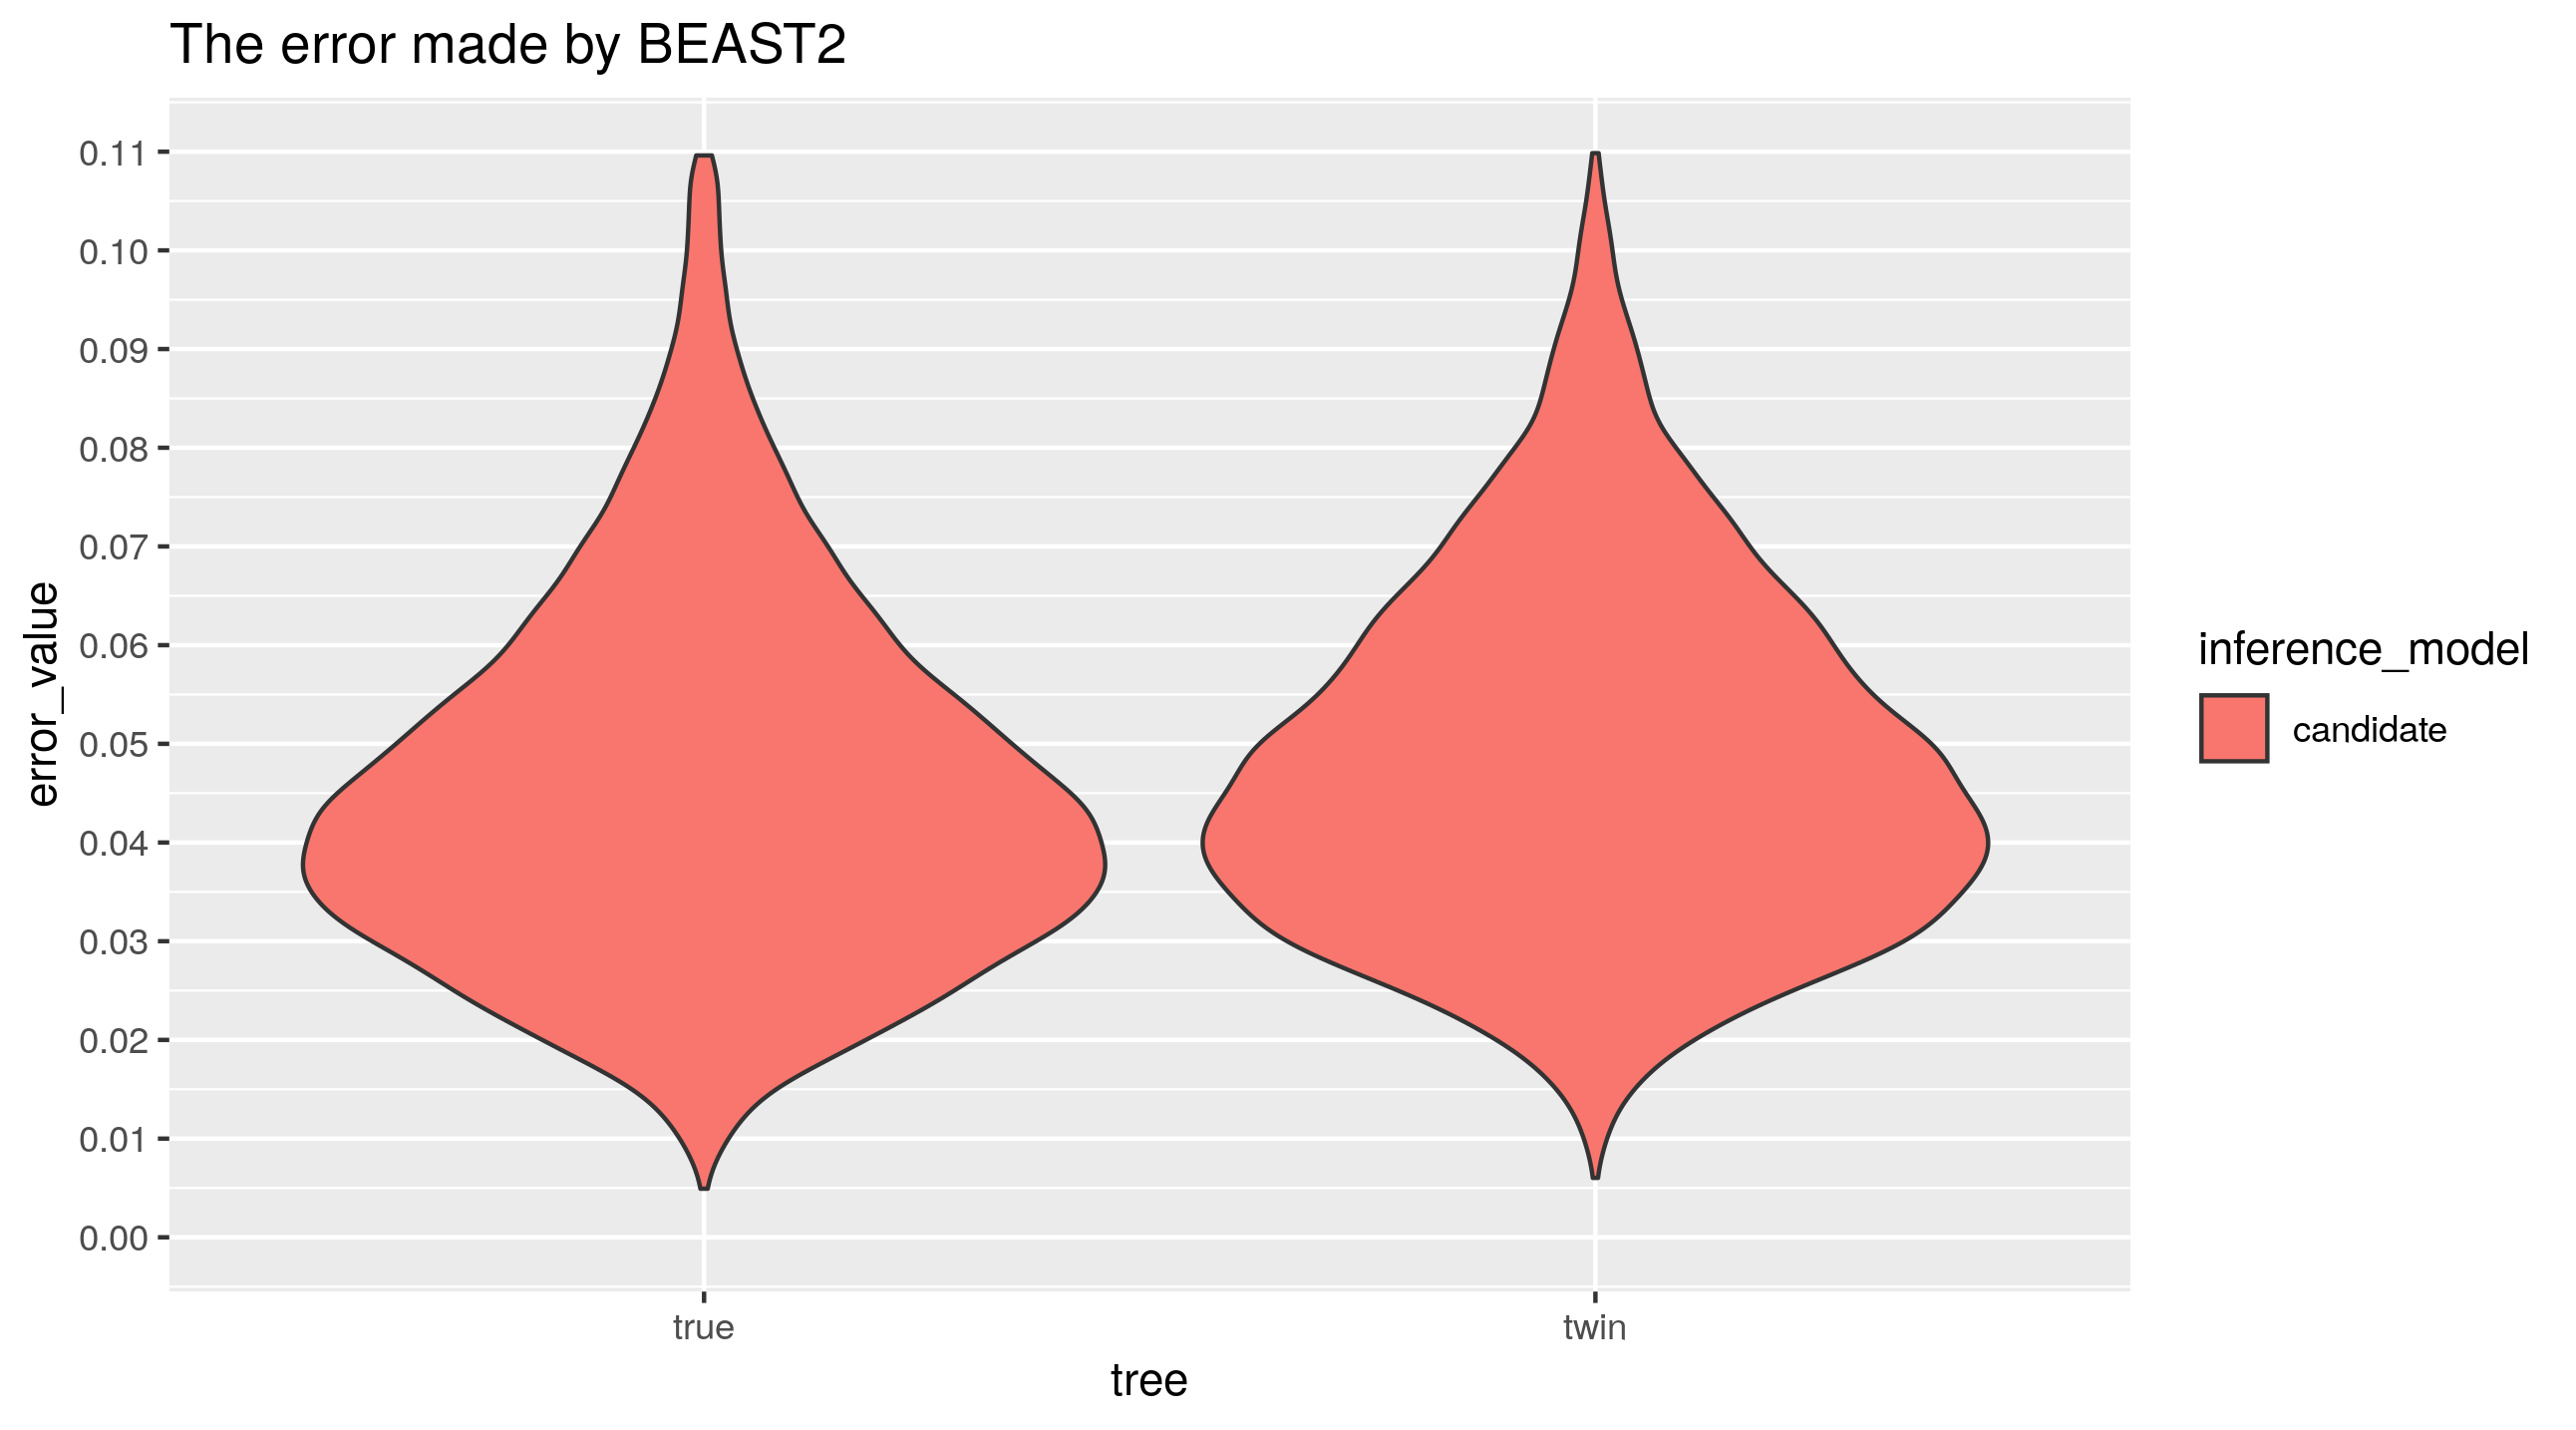 The error made by BEAST2
error_value
0.11
0.10
0.09
0.08
0.07
0.06
0.05
0.04
0.03
0.02
0.01
0.00
true
twin
tree
inference_model
candidate